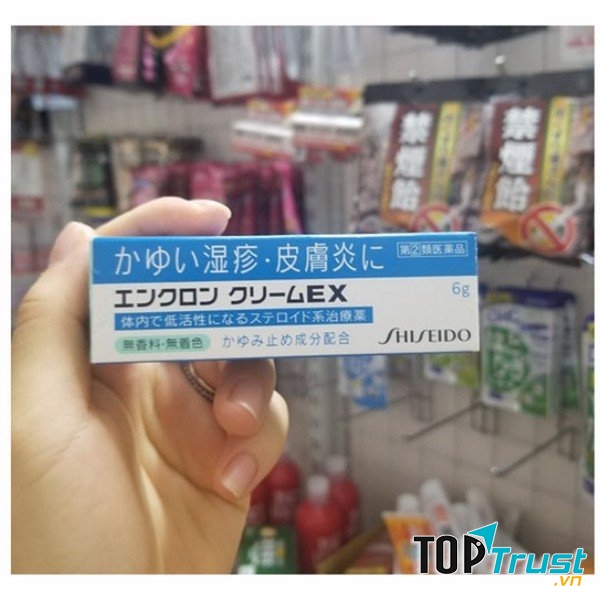 かゆい湿疹・皮膚炎に
指定②類医薬品
エンクロン クリームEX
6g
体内で低活性になるステロイド系治療薬
無香料・無着色
かゆみ止め成分配合
SHISEIDO
禁煙飴
禁煙飴
TOPTrust.vn